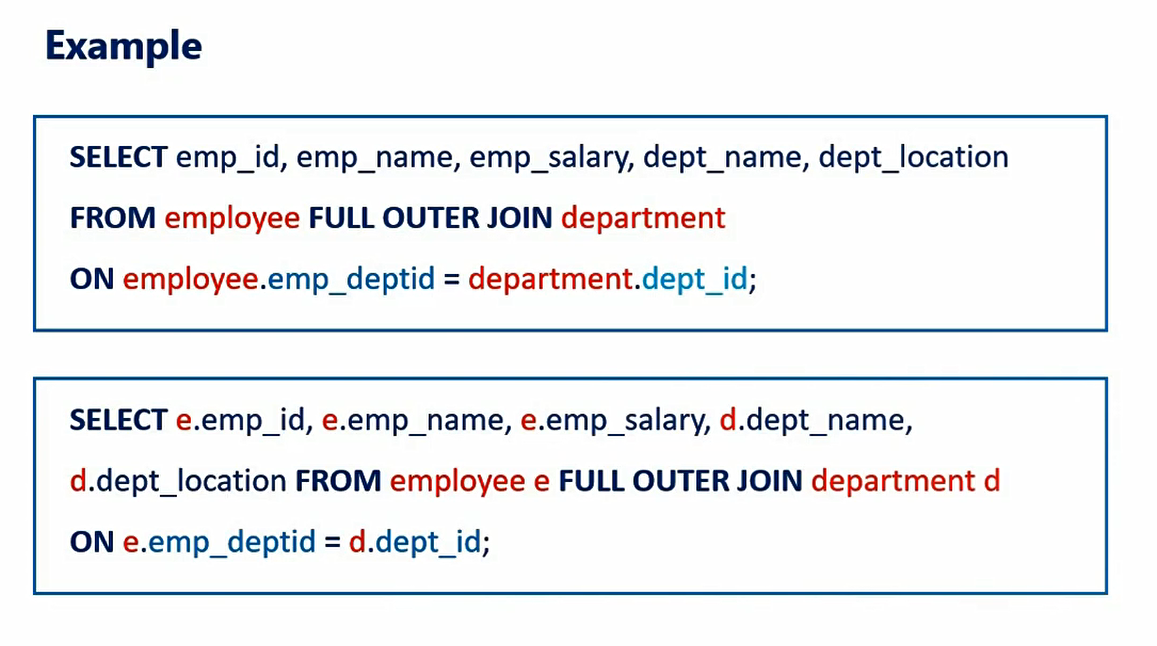 Example
SELECT emp_id, emp_name, emp_salary, dept_name, dept_location
FROM employee FULL OUTER JOIN department
ON employee.emp_deptid = department.dept_id;
SELECT e.emp_id, e.emp_name, e.emp_salary, d.dept_name,
d.dept_location FROM employee e FULL OUTER JOIN department d
ON e.emp_deptid = d.dept_id;